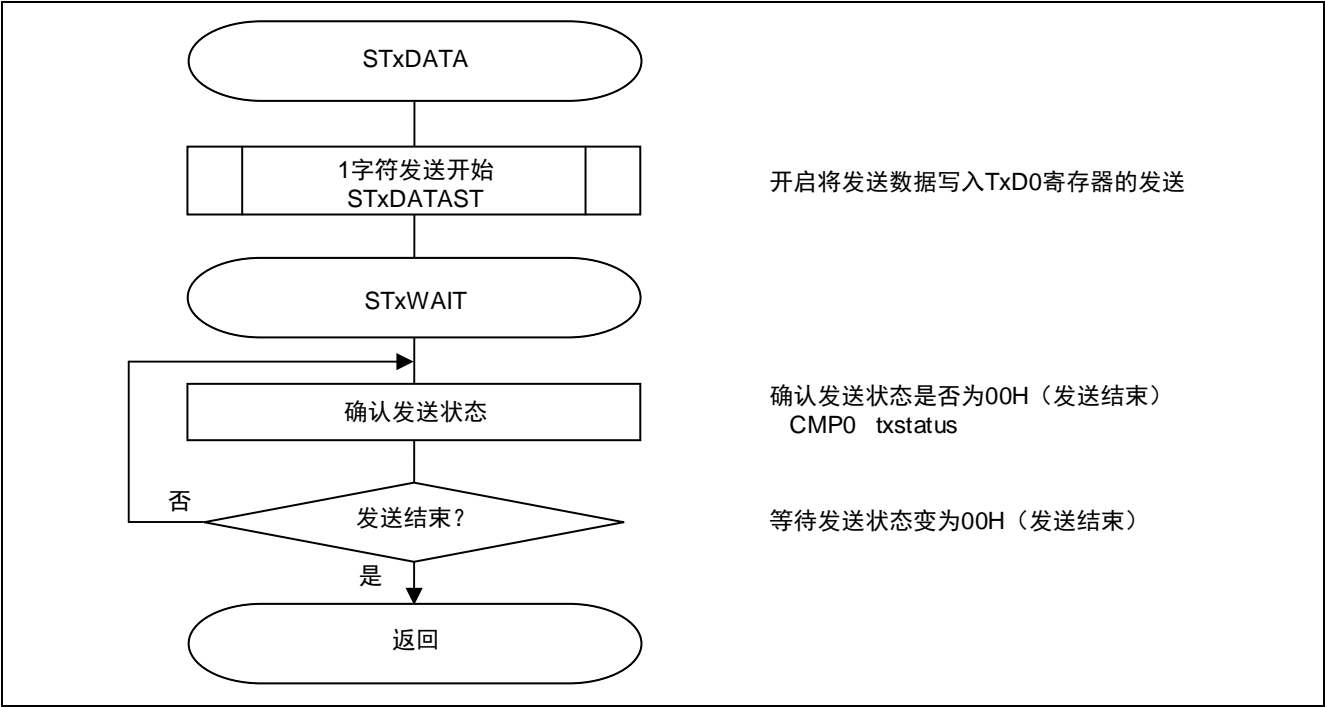 STxDATA
1字符发送开始
STxDATAST
开启将发送数据写入TxD0寄存器的发送
STxWAIT
确认发送状态
确认发送状态是否为00H（发送结束）
CMP0 txstatus
否
发送结束?
等待发送状态变为00H（发送结束）
是
返回